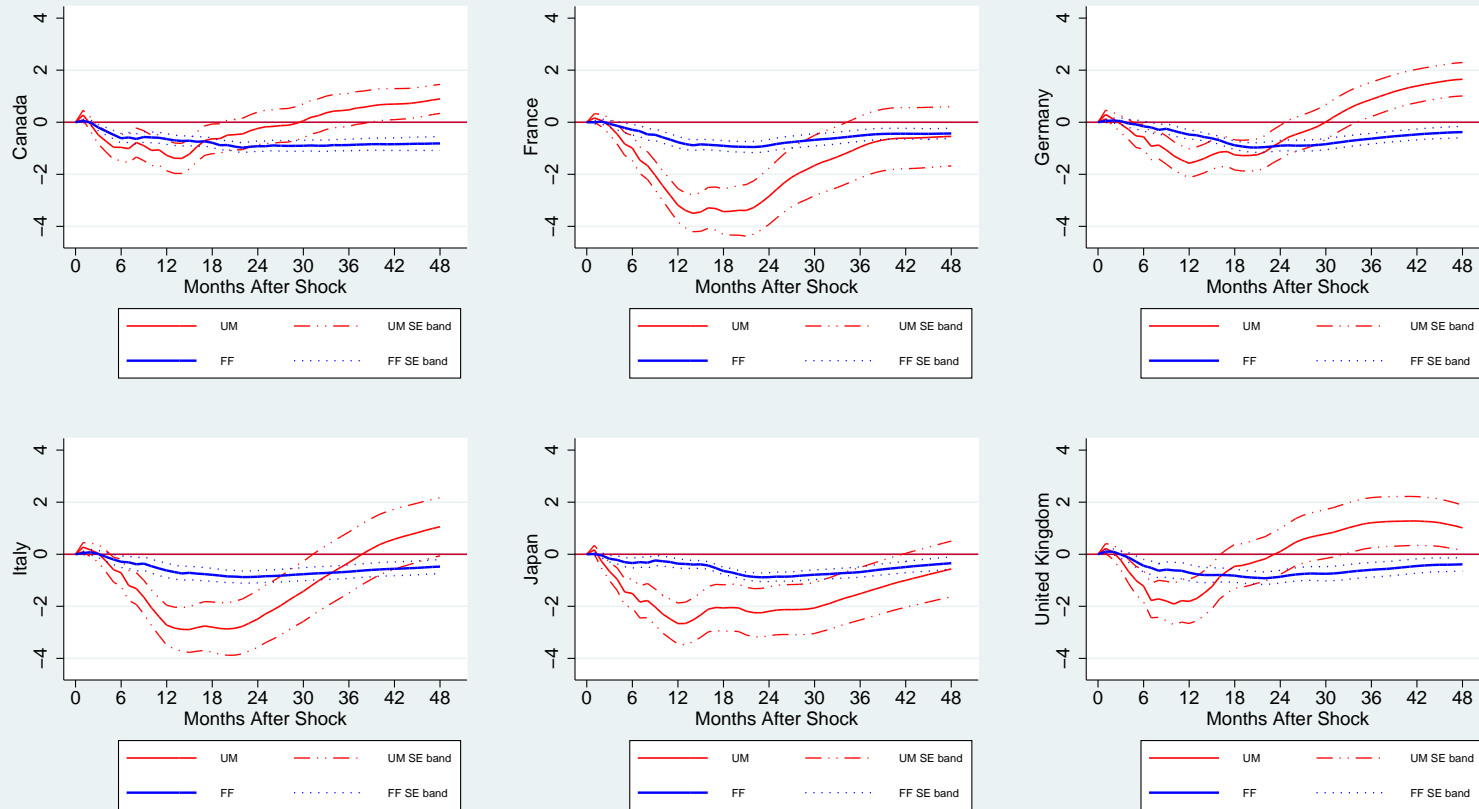 Canada
4
2
0
−2
−4
0 6 12 18 24 30 36 42 48
Months After Shock
UM UM SE band
FF FF SE band
France
4
2
0
−2
−4
0 6 12 18 24 30 36 42 48
Months After Shock
UM UM SE band
FF FF SE band
Germany
4
2
0
−2
−4
0 6 12 18 24 30 36 42 48
Months After Shock
UM UM SE band
FF FF SE band
Italy
4
2
0
−2
−4
0 6 12 18 24 30 36 42 48
Months After Shock
UM UM SE band
FF FF SE band
Japan
4
2
0
−2
−4
0 6 12 18 24 30 36 42 48
Months After Shock
UM UM SE band
FF FF SE band
United Kingdom
4
2
0
−2
−4
0 6 12 18 24 30 36 42 48
Months After Shock
UM UM SE band
FF FF SE band